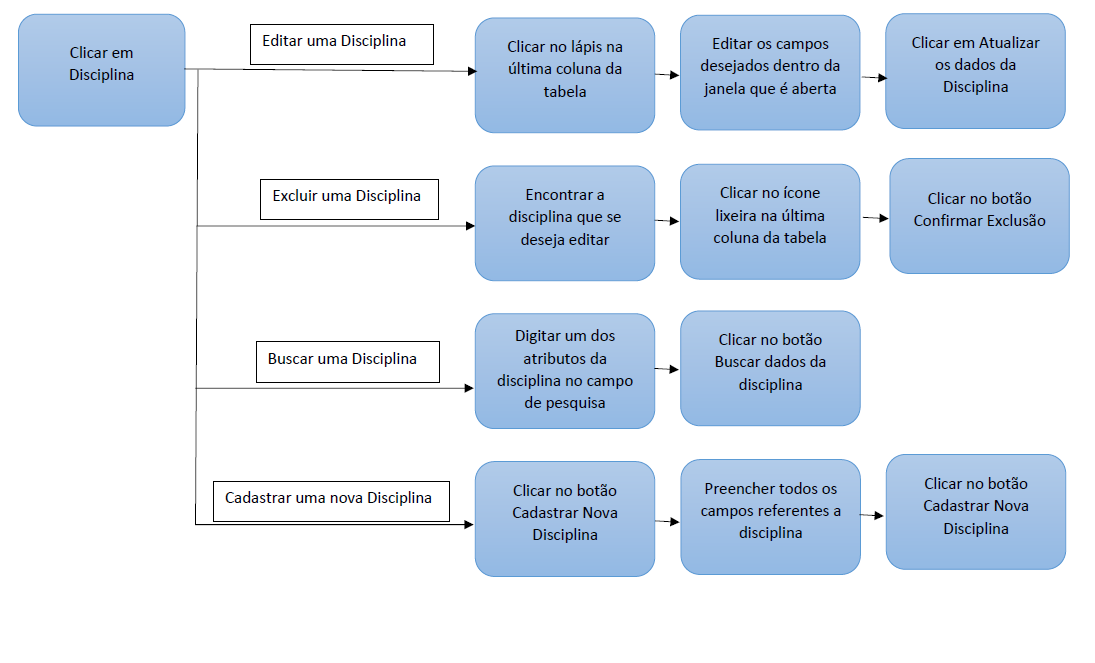 Clicar em
Disciplina
Editar uma Disciplina
Clicar no lápis na
última coluna da
tabela
Editar os campos
desejados dentro da
janela que é aberta
Clicar em Atualizar
os dados da
Disciplina
Excluir uma Disciplina
Encontrar a
disciplina que se
deseja editar
Clicar no ícone
lixeira na última
coluna da tabela
Clicar no botão
Confirmar Exclusão
Buscar uma Disciplina
Digitar um dos
atributos da
disciplina no campo
de pesquisa
Clicar no botão
Buscar dados da
disciplina
Cadastrar uma nova Disciplina
Clicar no botão
Cadastrar Nova
Disciplina
Preencher todos os
campos referentes a
disciplina
Clicar no botão
Cadastrar Nova
Disciplina